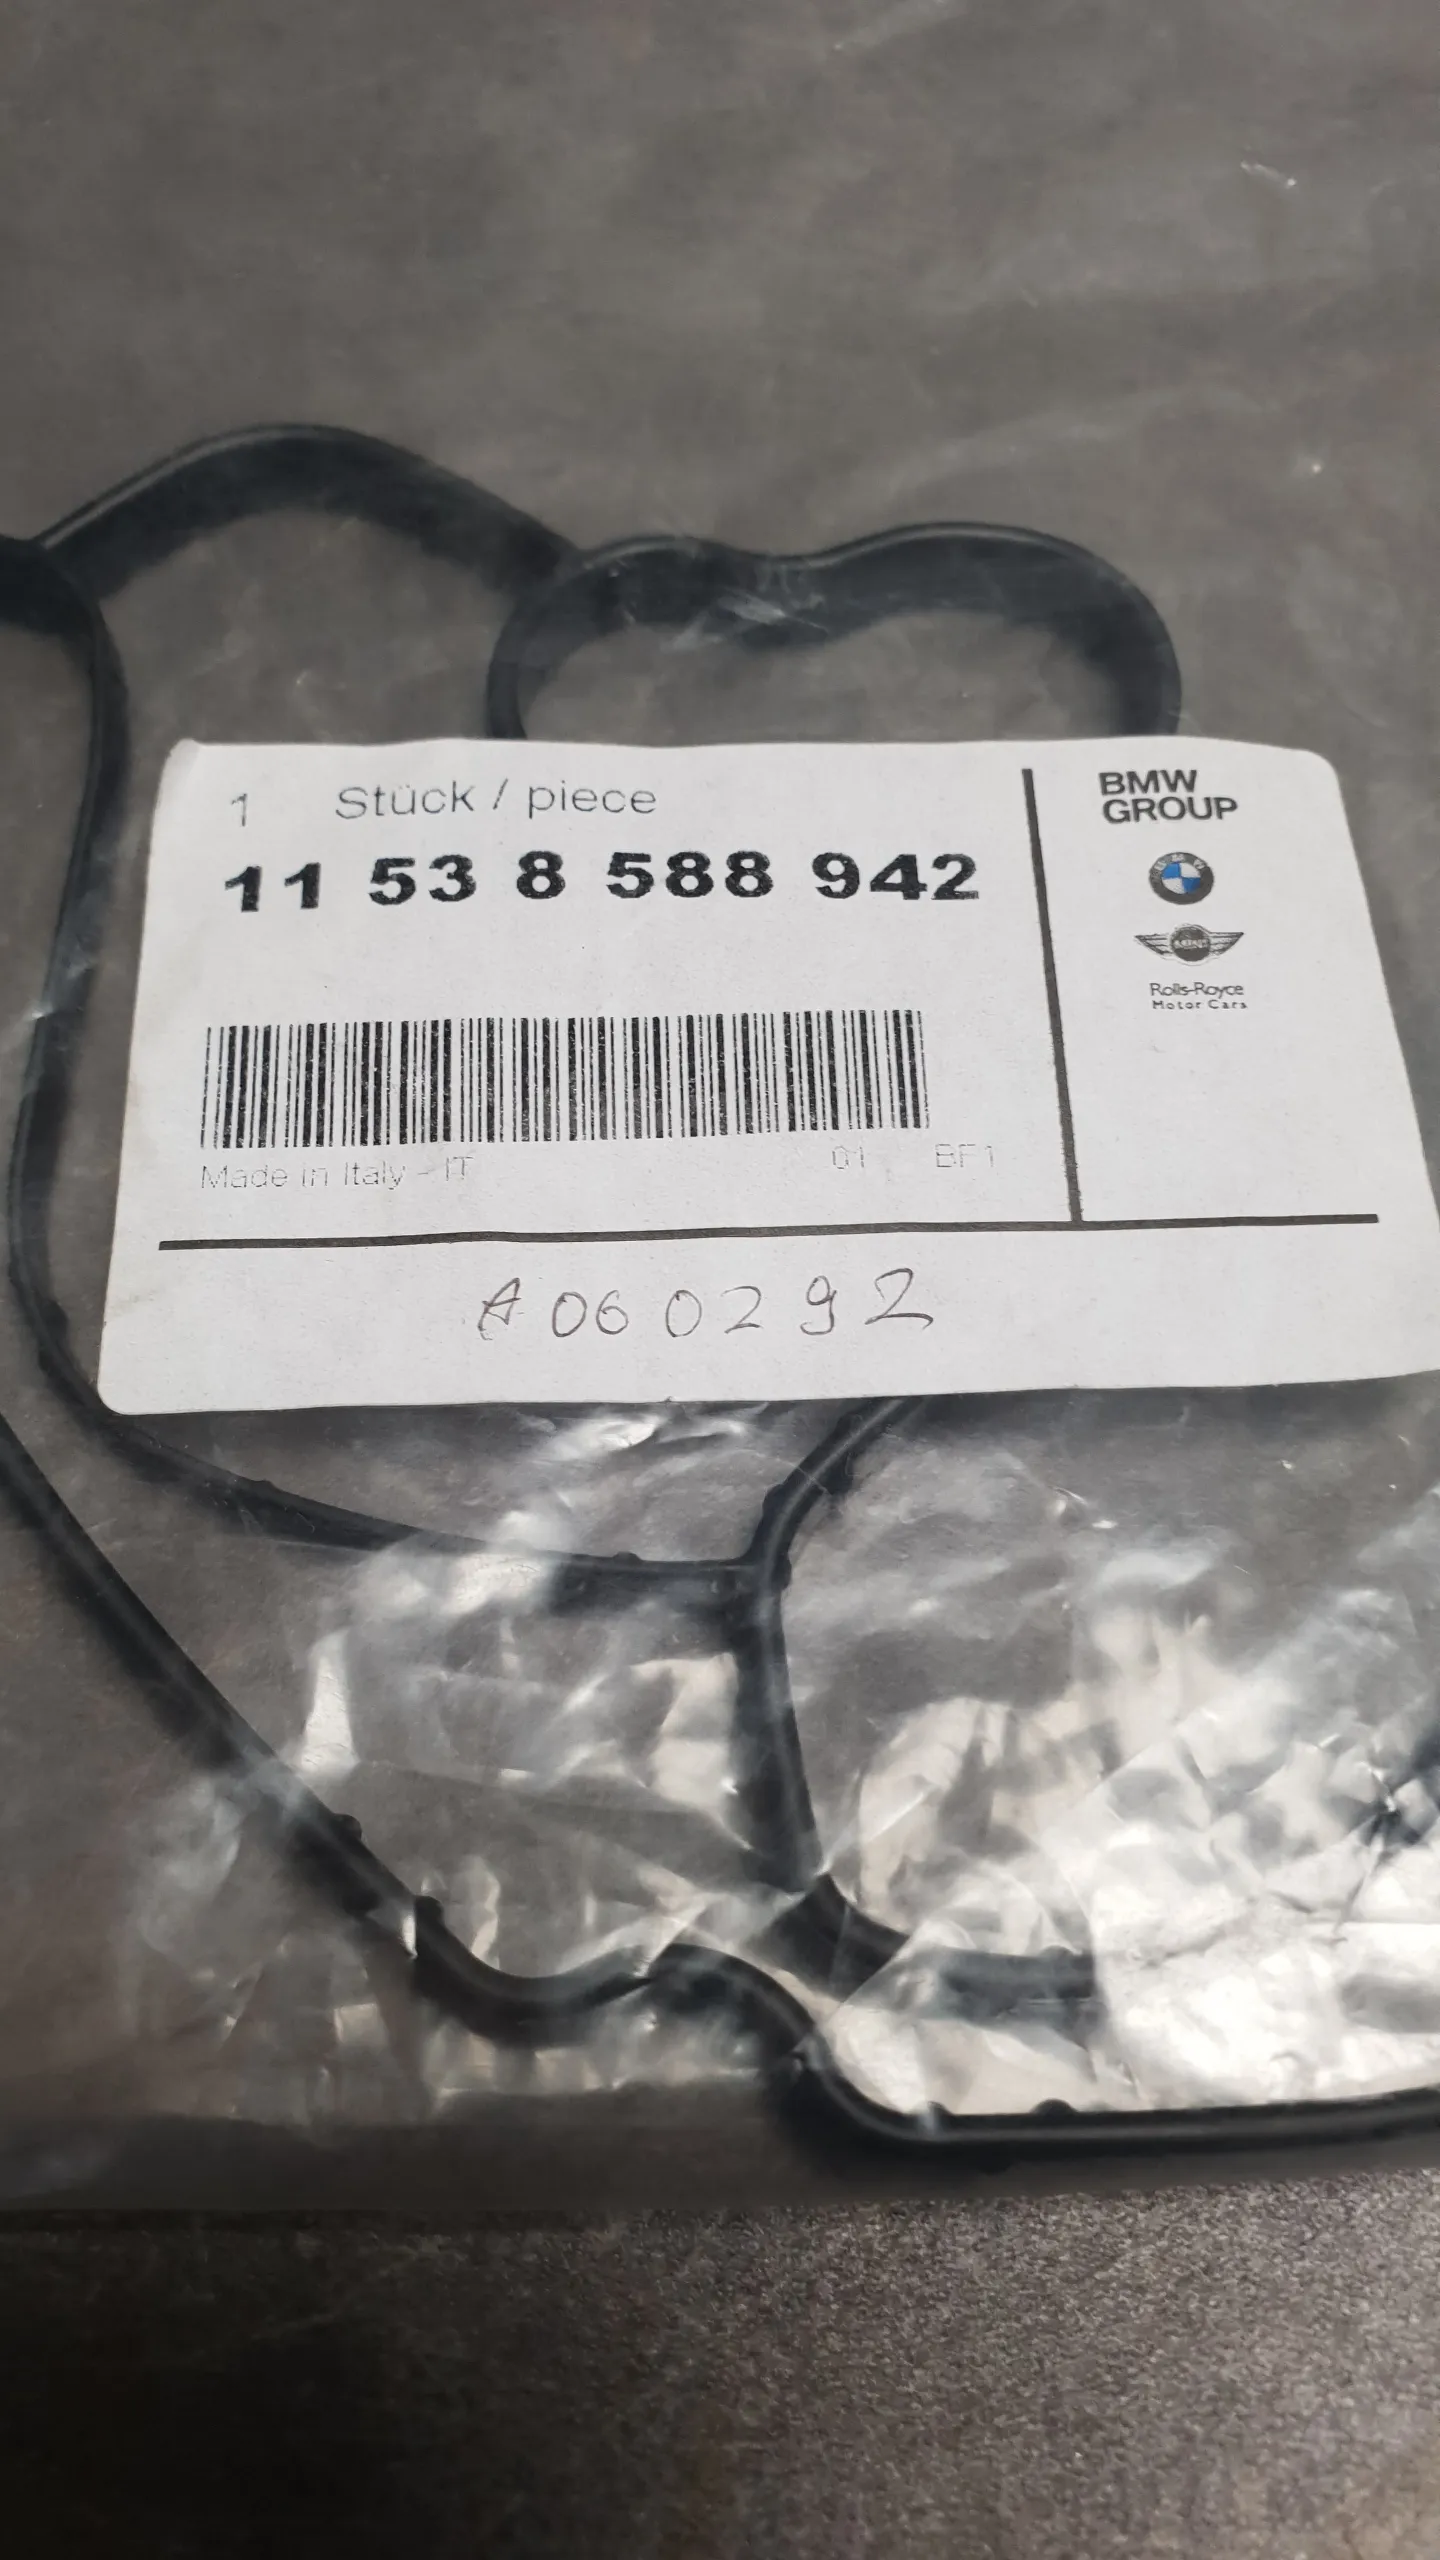 1 Stück / piece
11 53 8 588 942
Made in Italy - IT 01 BF1
BMW
GROUP
MINI
Rolls-Royce
Motor Cars
A060292